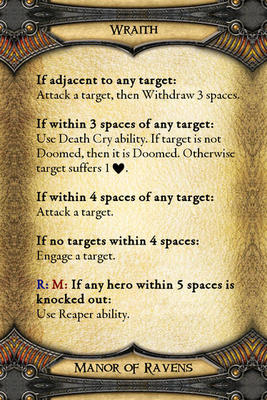 Wraith
If adjacent to any target:
Attack a target, then Withdraw 3 spaces.
If within 3 spaces of any target:
Use Death Cry ability. If target is not
Doomed, then it is Doomed. Otherwise
target suffers 1 ♥.
If within 4 spaces of any target:
Attack a target.
If no targets within 4 spaces:
Engage a target.
R: M: If any hero within 5 spaces is
knocked out:
Use Reaper ability.
Manor of Ravens